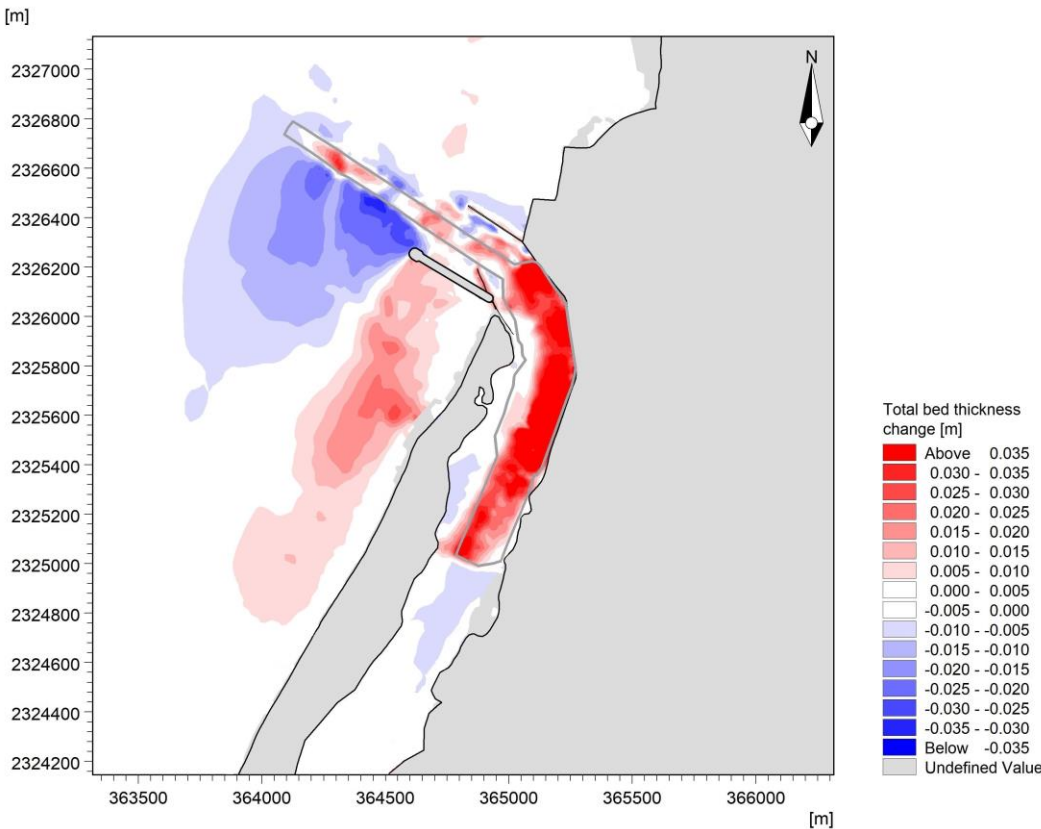 [m]
N
2327000
2326800
2326600
2326400
2326200
2326000
2325800
2325600
2325400
2325200
2325000
2324800
2324600
2324400
2324200
363500 364000 364500 365000 365500 366000
[m]
Total bed thickness
change [m]
Above 0.035
0.030 - 0.035
0.025 - 0.030
0.020 - 0.025
0.015 - 0.020
0.010 - 0.015
0.005 - 0.010
0.000 - 0.005
-0.005 - 0.000
-0.010 - -0.005
-0.015 - -0.010
-0.020 - -0.015
-0.025 - -0.020
-0.030 - -0.025
-0.035 - -0.030
Below -0.035
Undefined Value